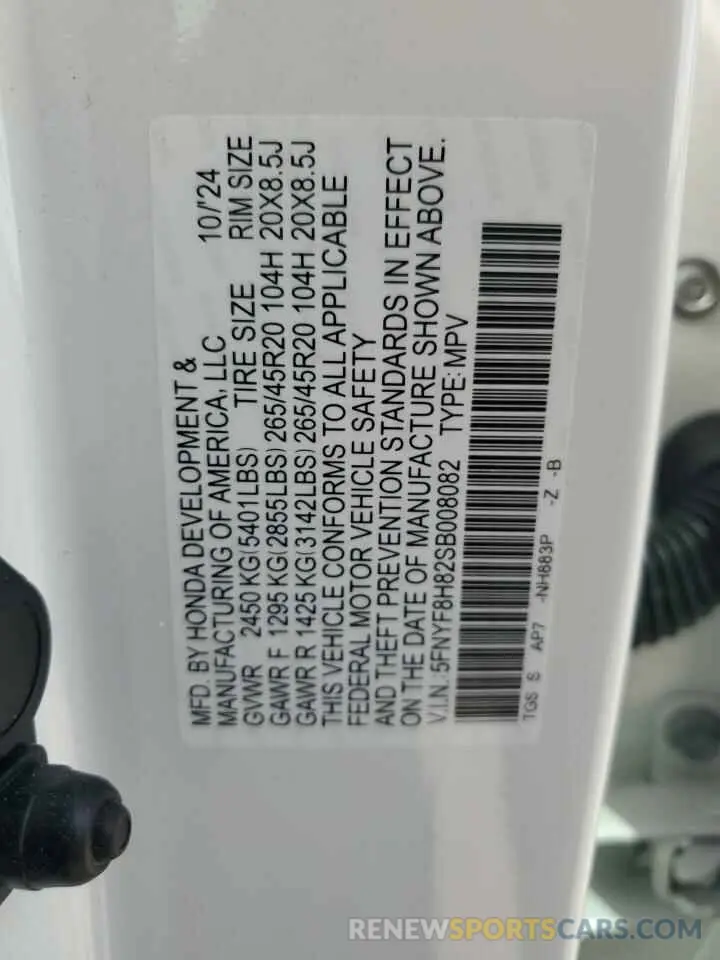 MFD. BY HONDA DEVELOPMENT & 10/'24
MANUFACTURING OF AMERICA, LLC
GVWR 2450 KG(5401LBS) TIRE SIZE RIM SIZE
GAWR F 1295 KG(2855LBS) 265/45R20 104H 20X8.5J
GAWR R 1425 KG(3142LBS) 265/45R20 104H 20X8.5J
THIS VEHICLE CONFORMS TO ALL APPLICABLE
FEDERAL MOTOR VEHICLE SAFETY
AND THEFT PREVENTION STANDARDS IN EFFECT
ON THE DATE OF MANUFACTURE SHOWN ABOVE.
V.I.N.: 5FNYF8H82SB008082 TYPE: MPV
TGS S AP7 -NH883P -Z -B
RENEWSPORTSCARS.COM